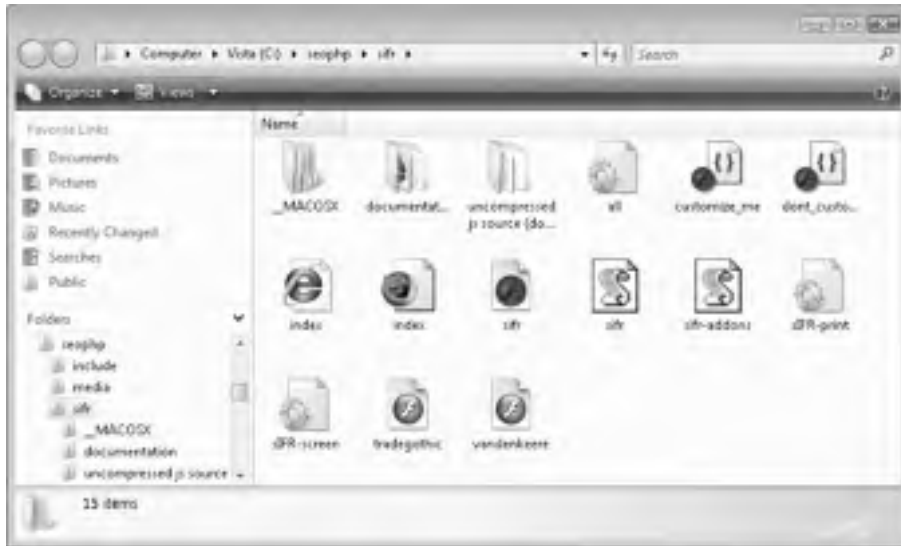 Computer Vista (C:) seophp sifr
Search
Organize Views
Favorite Links
Documents
Pictures
Music
Recently Changed
Searches
Public
Folders
seophp
include
media
sifr
__MACOSX
documentation
uncompressed js source
Name
__MACOSX documentat... uncompressed all customize_me dont_custo...
js source (do...
index index sifr sifr sifr-addons sIFR-print
sIFR-screen tradegothic vandenkeere
15 items